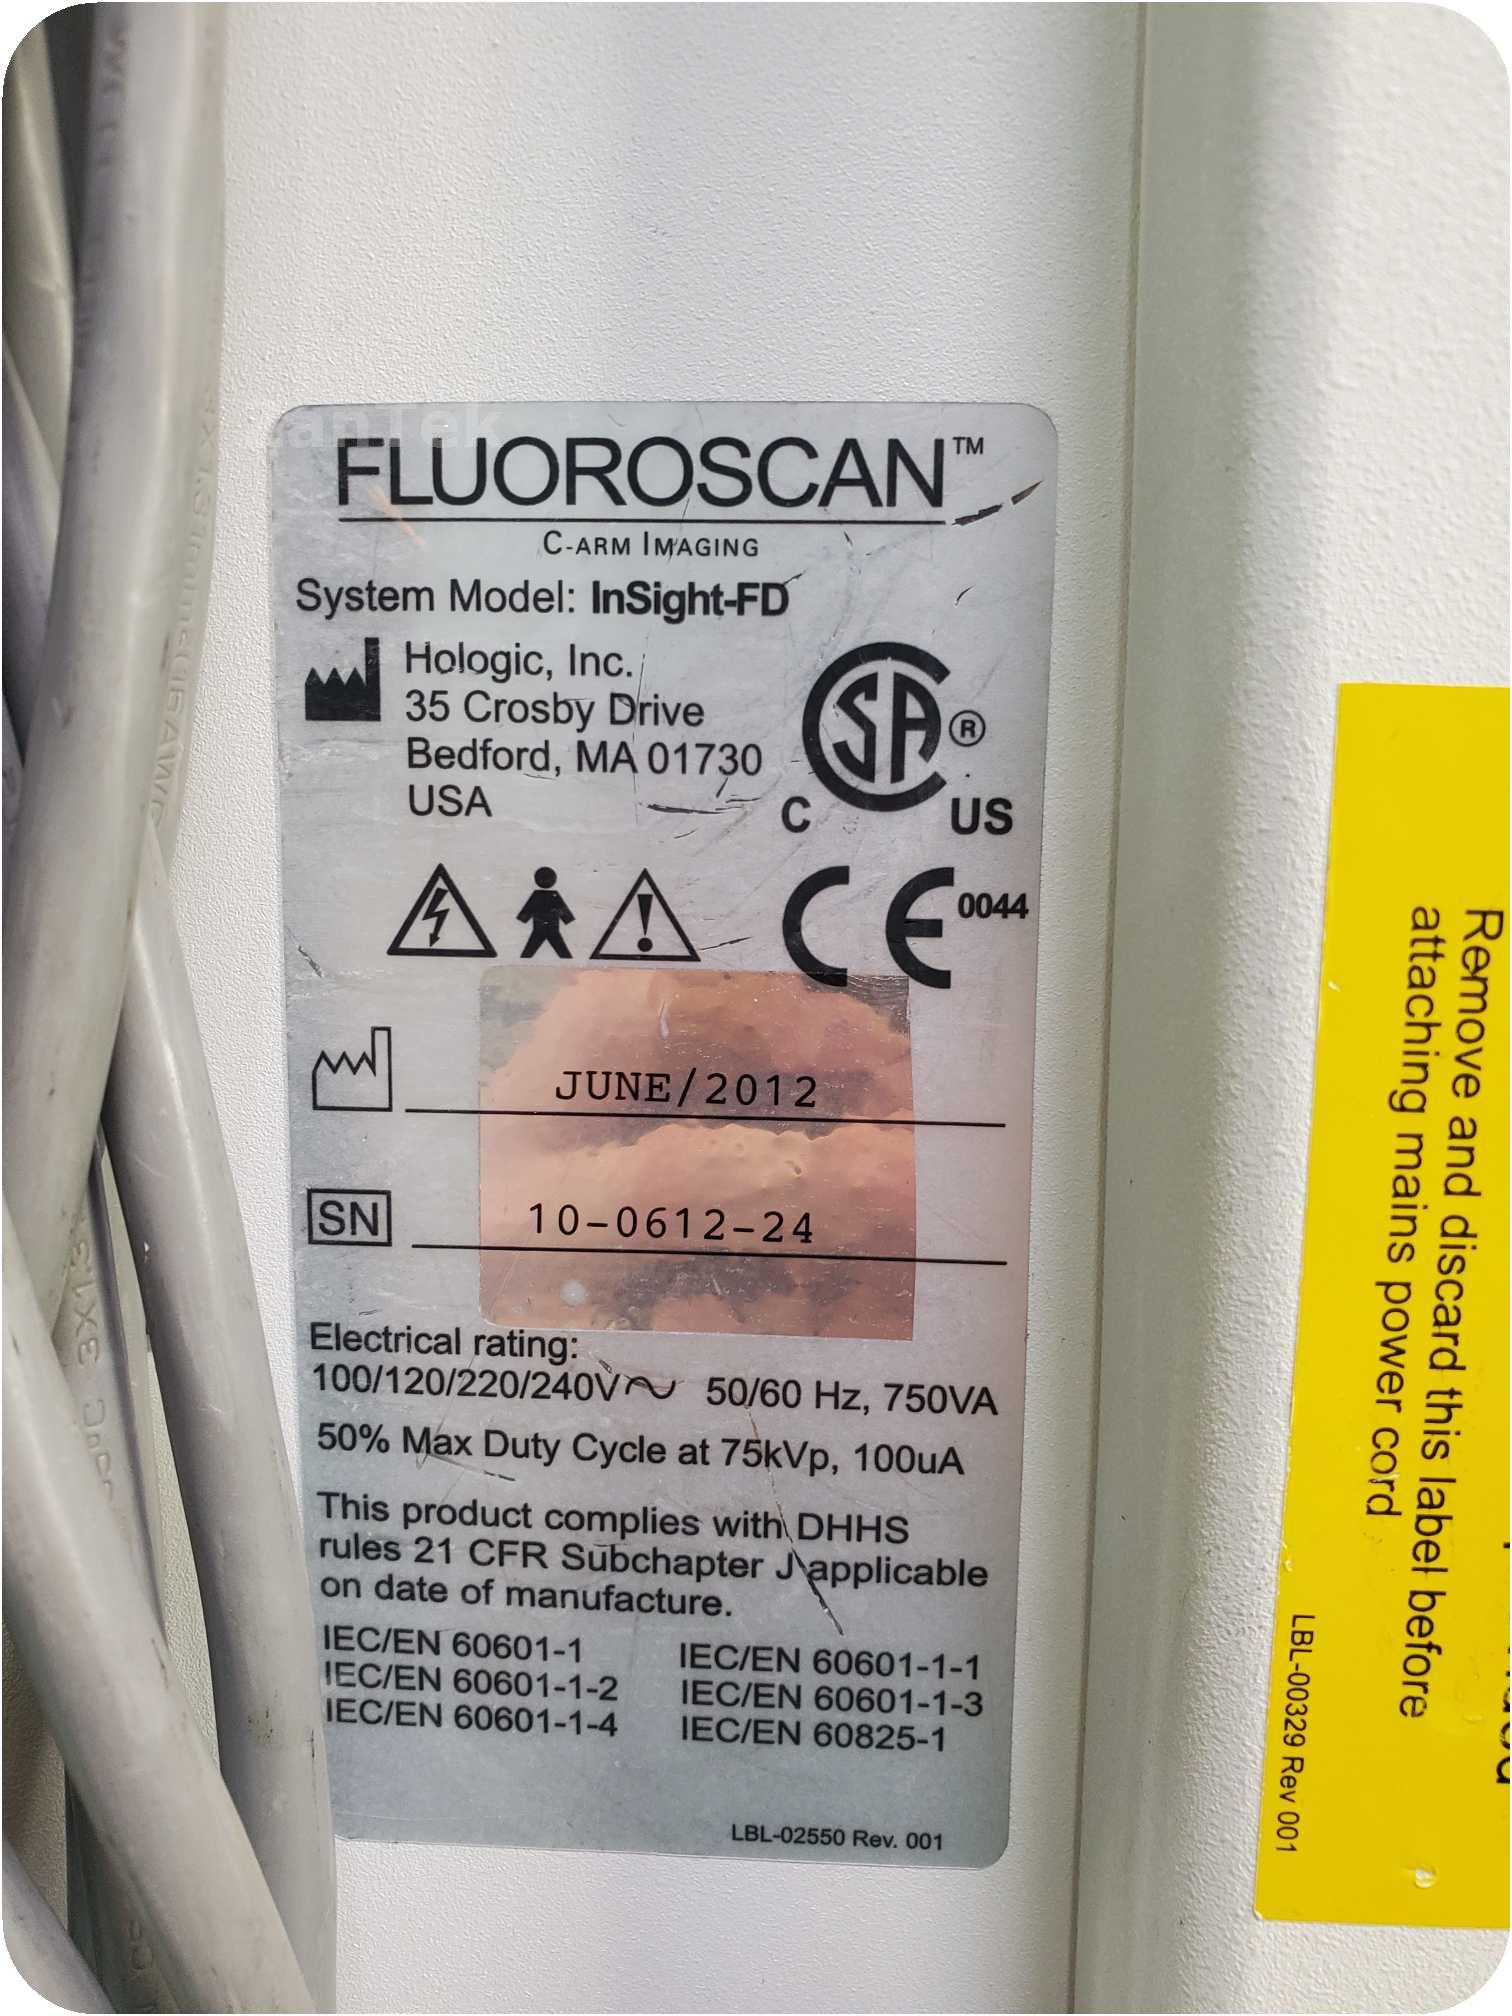 FLUOROSCAN™
C-ARM IMAGING
System Model: InSight-FD
Hologic, Inc.
35 Crosby Drive
Bedford, MA 01730
USA
CSA®
C US
CE 0044
JUNE/2012
SN 10-0612-24
Electrical rating:
100/120/220/240V~ 50/60 Hz, 750VA
50% Max Duty Cycle at 75kVp, 100uA
This product complies with DHHS
rules 21 CFR Subchapter J applicable
on date of manufacture.
IEC/EN 60601-1 IEC/EN 60601-1-1
IEC/EN 60601-1-2 IEC/EN 60601-1-3
IEC/EN 60601-1-4 IEC/EN 60825-1
LBL-02550 Rev. 001
Remove and discard this label before
attaching mains power cord
LBL-00329 Rev 001